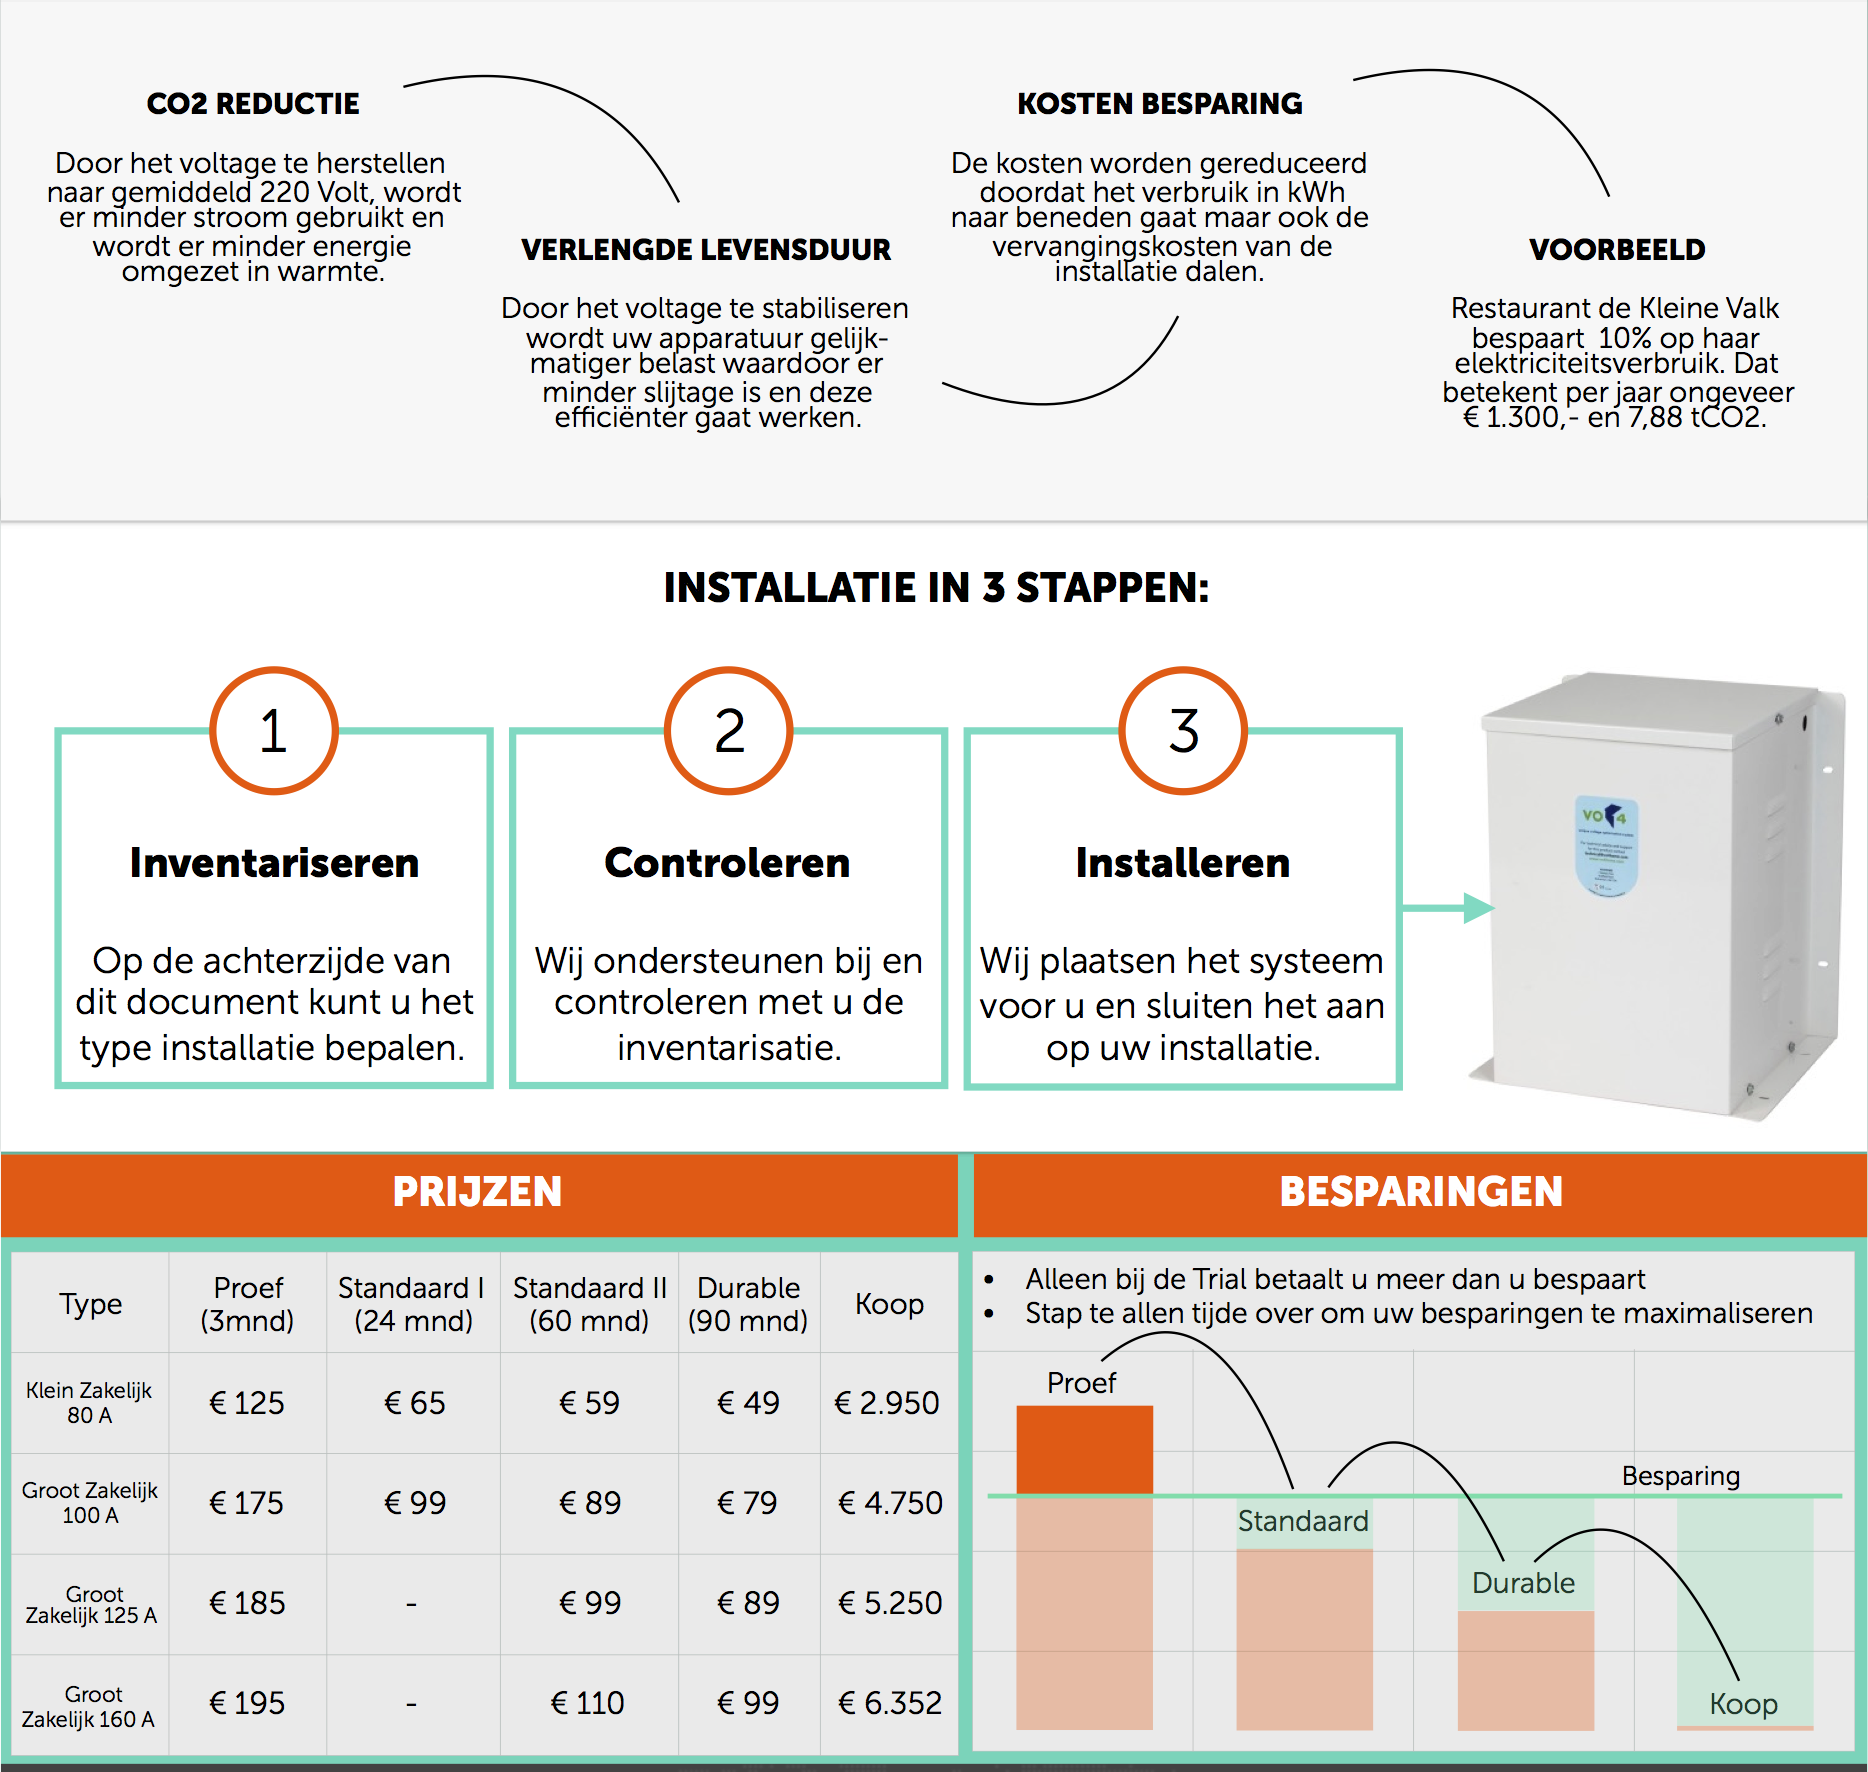 CO2 REDUCTIE
Door het voltage te herstellen
naar gemiddeld 220 Volt, wordt
er minder stroom gebruikt en
wordt er minder energie
omgezet in warmte.
VERLENGDE LEVENSDUUR
Door het voltage te stabiliseren
wordt uw apparatuur gelijk-
matiger belast waardoor er
minder slijtage is en deze
efficiënter gaat werken.
KOSTEN BESPARING
De kosten worden gereduceerd
doordat het verbruik in kWh
naar beneden gaat maar ook de
vervangingskosten van de
installatie dalen.
VOORBEELD
Restaurant de Kleine Valk
bespaart 10% op haar
elektriciteitsverbruik. Dat
betekent per jaar ongeveer
€ 1.300,- en 7,88 tCO2.
INSTALLATIE IN 3 STAPPEN:
1
Inventariseren
Op de achterzijde van
dit document kunt u het
type installatie bepalen.
2
Controleren
Wij ondersteunen bij en
controleren met u de
inventarisatie.
3
Installeren
Wij plaatsen het systeem
voor u en sluiten het aan
op uw installatie.
VO 4
PRIJZEN
Type Proef (3mnd) Standaard I (24 mnd) Standaard II (60 mnd) Durable (90 mnd) Koop
Klein Zakelijk 80 A € 125 € 65 € 59 € 49 € 2.950
Groot Zakelijk 100 A € 175 € 99 € 89 € 79 € 4.750
Groot Zakelijk 125 A € 185 - € 99 € 89 € 5.250
Groot Zakelijk 160 A € 195 - € 110 € 99 € 6.352
BESPARINGEN
• Alleen bij de Trial betaalt u meer dan u bespaart
• Stap te allen tijde over om uw besparingen te maximaliseren
Proef
Besparing
Standaard
Durable
Koop